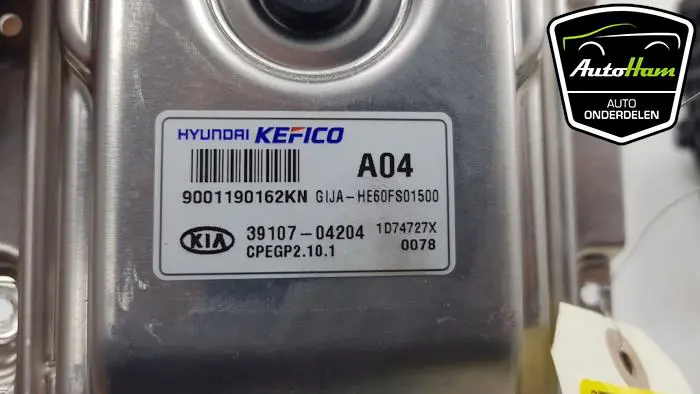 HYUNDAI KEFICO
A04
9001190162KN GIJA-HE60FS01500
KIA 39107-04204 1D74727X
CPEGP2.10.1 0078
AutoHam
AUTO
ONDERDELEN